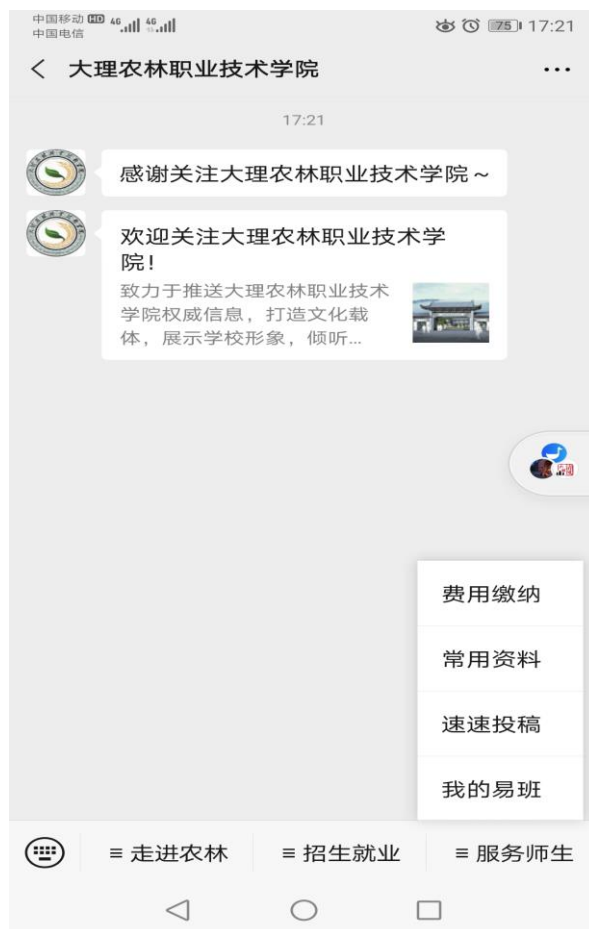 中国移动 HD 4G 4G 75 17:21
中国电信
大理农林职业技术学院
17:21
感谢关注大理农林职业技术学院~
欢迎关注大理农林职业技术学
院!
致力于推送大理农林职业技术
学院权威信息，打造文化载
体，展示学校形象，倾听...
费用缴纳
常用资料
速速投稿
我的易班
走进农林
招生就业
服务师生